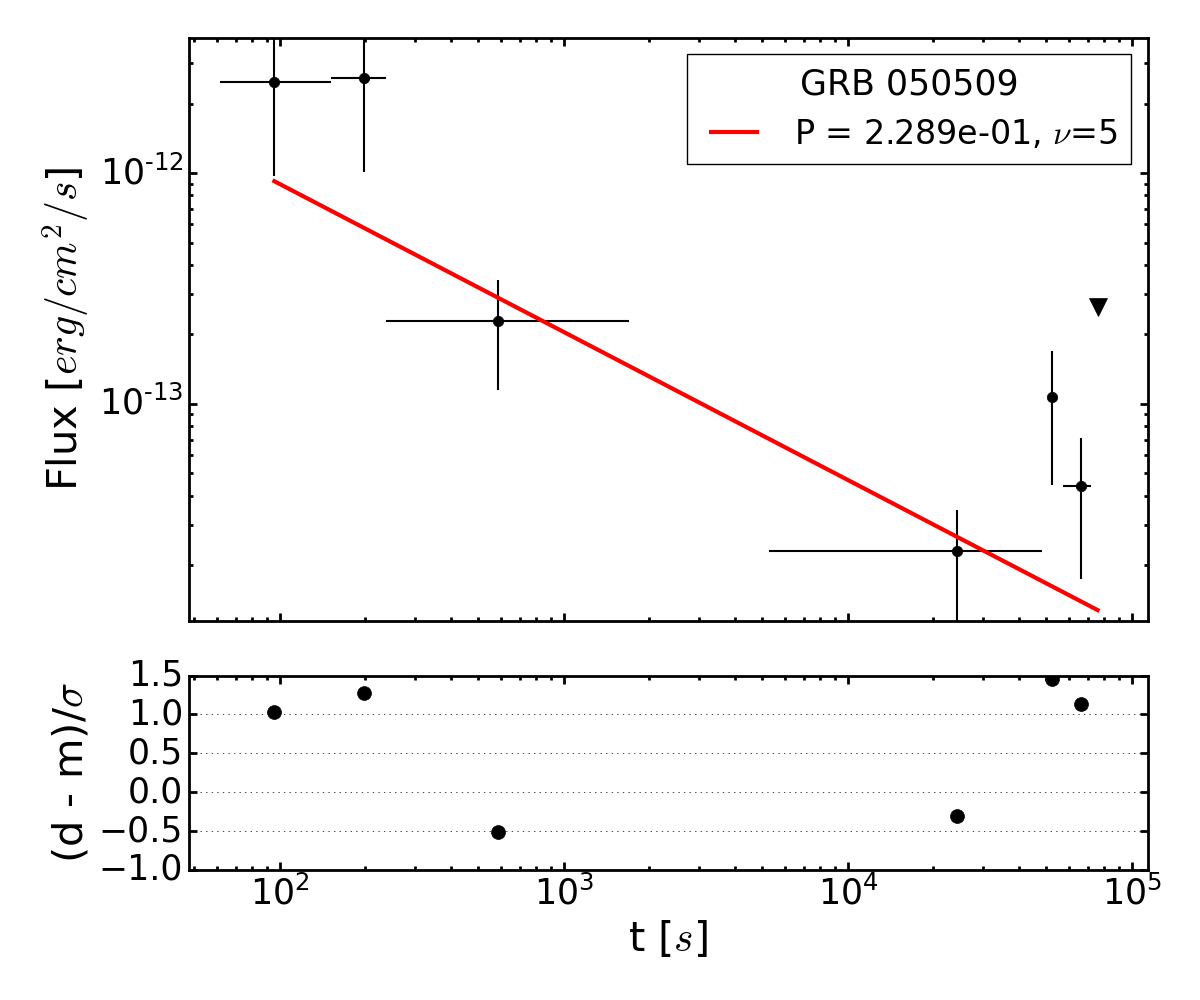 GRB 050509
P = 2.289e-01, ν=5
Flux [erg/cm²/s]
10⁻¹²
10⁻¹³
(d - m)/σ
1.5
1.0
0.5
0.0
−0.5
−1.0
10² 10³ 10⁴ 10⁵
t [s]